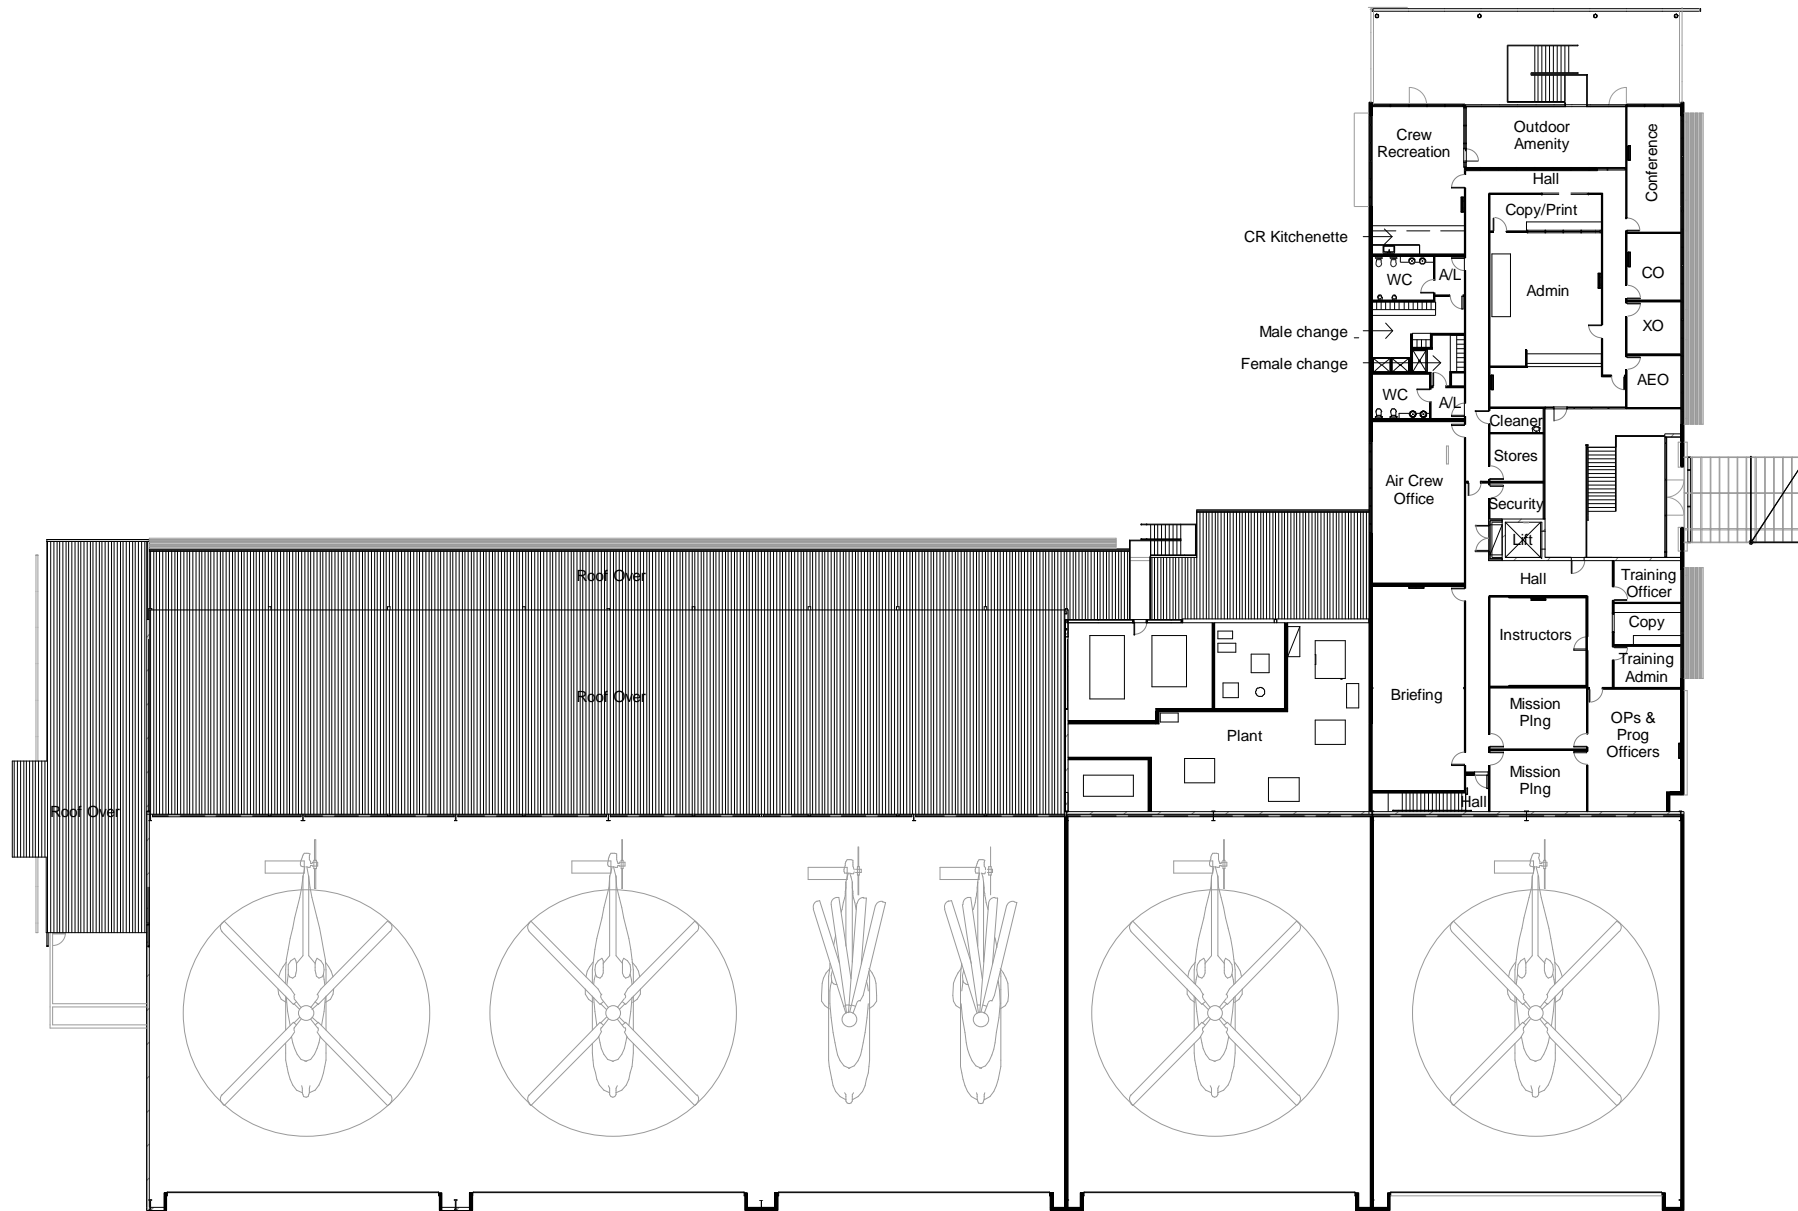 Outdoor
Amenity
Crew
Recreation
Conference
Hall
Copy/Print
CR Kitchenette
WC
A/L
CO
Admin
Male change
XO
Female change
AEO
WC
A/L
Cleaner
Stores
Air Crew
Office
Security
Lift
Roof Over
Hall
Training
Officer
Copy
Instructors
Training
Admin
Roof Over
Briefing
Mission
Plng
OPs &
Prog
Officers
Plant
Mission
Plng
Roof Over
Hall